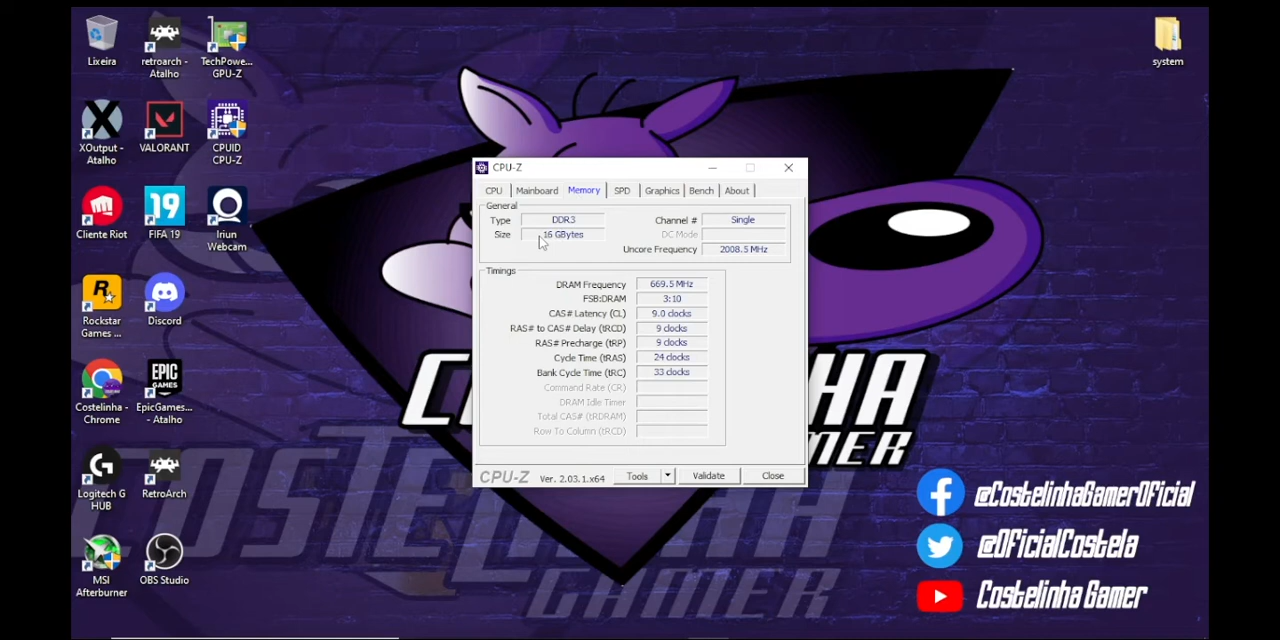 Lixeira
retroarch -
Atalho
TechPowe...
GPU-Z
system
XOutput -
Atalho
VALORANT
CPUID
CPU-Z
Cliente Riot
19
FIFA 19
Iriun
Webcam
Rockstar
Games ...
Discord
Costelinha -
Chrome
EPIC
GAMES
EpicGames...
- Atalho
Logitech G
HUB
RetroArch
MSI
Afterburner
OBS Studio
CPU-Z
CPU Mainboard Memory SPD Graphics Bench About
General
Type DDR3 Channel # Single
Size 16 GBytes DC Mode
Uncore Frequency 2008.5 MHz
Timings
DRAM Frequency 669.5 MHz
FSB:DRAM 3:10
CAS# Latency (CL) 9.0 clocks
RAS# to CAS# Delay (tRCD) 9 clocks
RAS# Precharge (tRP) 9 clocks
Cycle Time (tRAS) 24 clocks
Bank Cycle Time (tRC) 33 clocks
Command Rate (CR)
DRAM Idle Timer
Total CAS# (tRDRAM)
Row To Column (tRCD)
CPU-Z Ver. 2.03.1.x64 Tools Validate Close
@CostelinhaGamerOficial
@OficialCostela
Costelinha Gamer